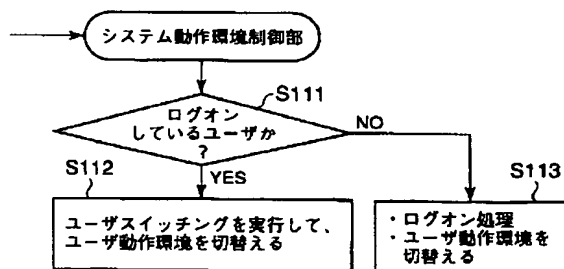 システム動作環境制御部
S111
ログオン
しているユーザか
?
NO
S112
YES
S113
ユーザスイッチングを実行して、
ユーザ動作環境を切替える
・ログオン処理
・ユーザ動作環境を
切替える